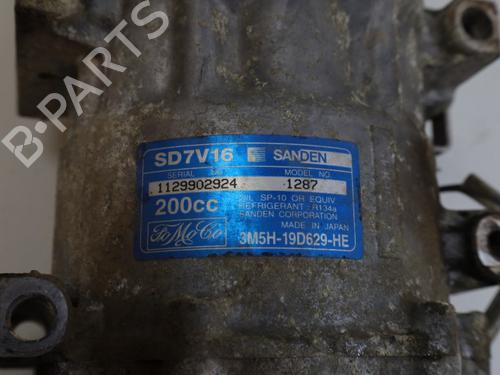 B-PARTS
SD7V16 SANDEN
SERIAL NO. MODEL NO.
1129902924 1287
200cc OIL SP-10 OR EQUIV
REFRIGERANT : R134a
SANDEN CORPORATION
MADE IN JAPAN
FoMoCo 3M5H-19D629-HE